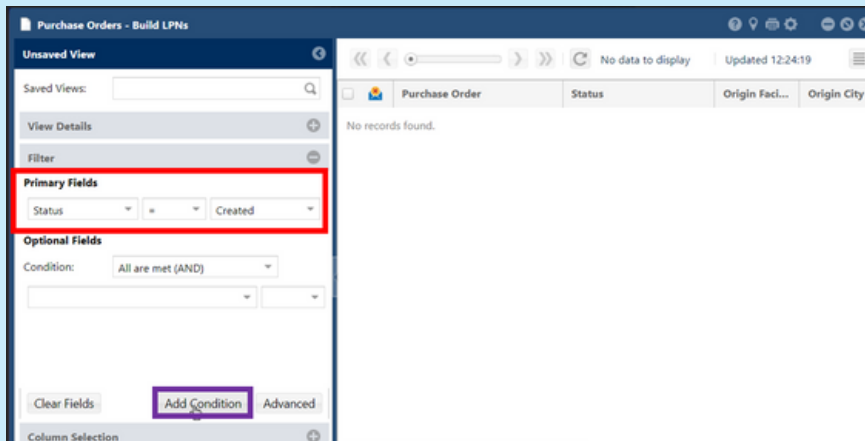 Purchase Orders - Build LPNs
Unsaved View
Saved Views:
View Details
Filter
Primary Fields
Status = Created
Optional Fields
Condition: All are met (AND)
Clear Fields Add Condition Advanced
Column Selection
No data to display Updated 12:24:19
Purchase Order Status Origin Faci... Origin City
No records found.